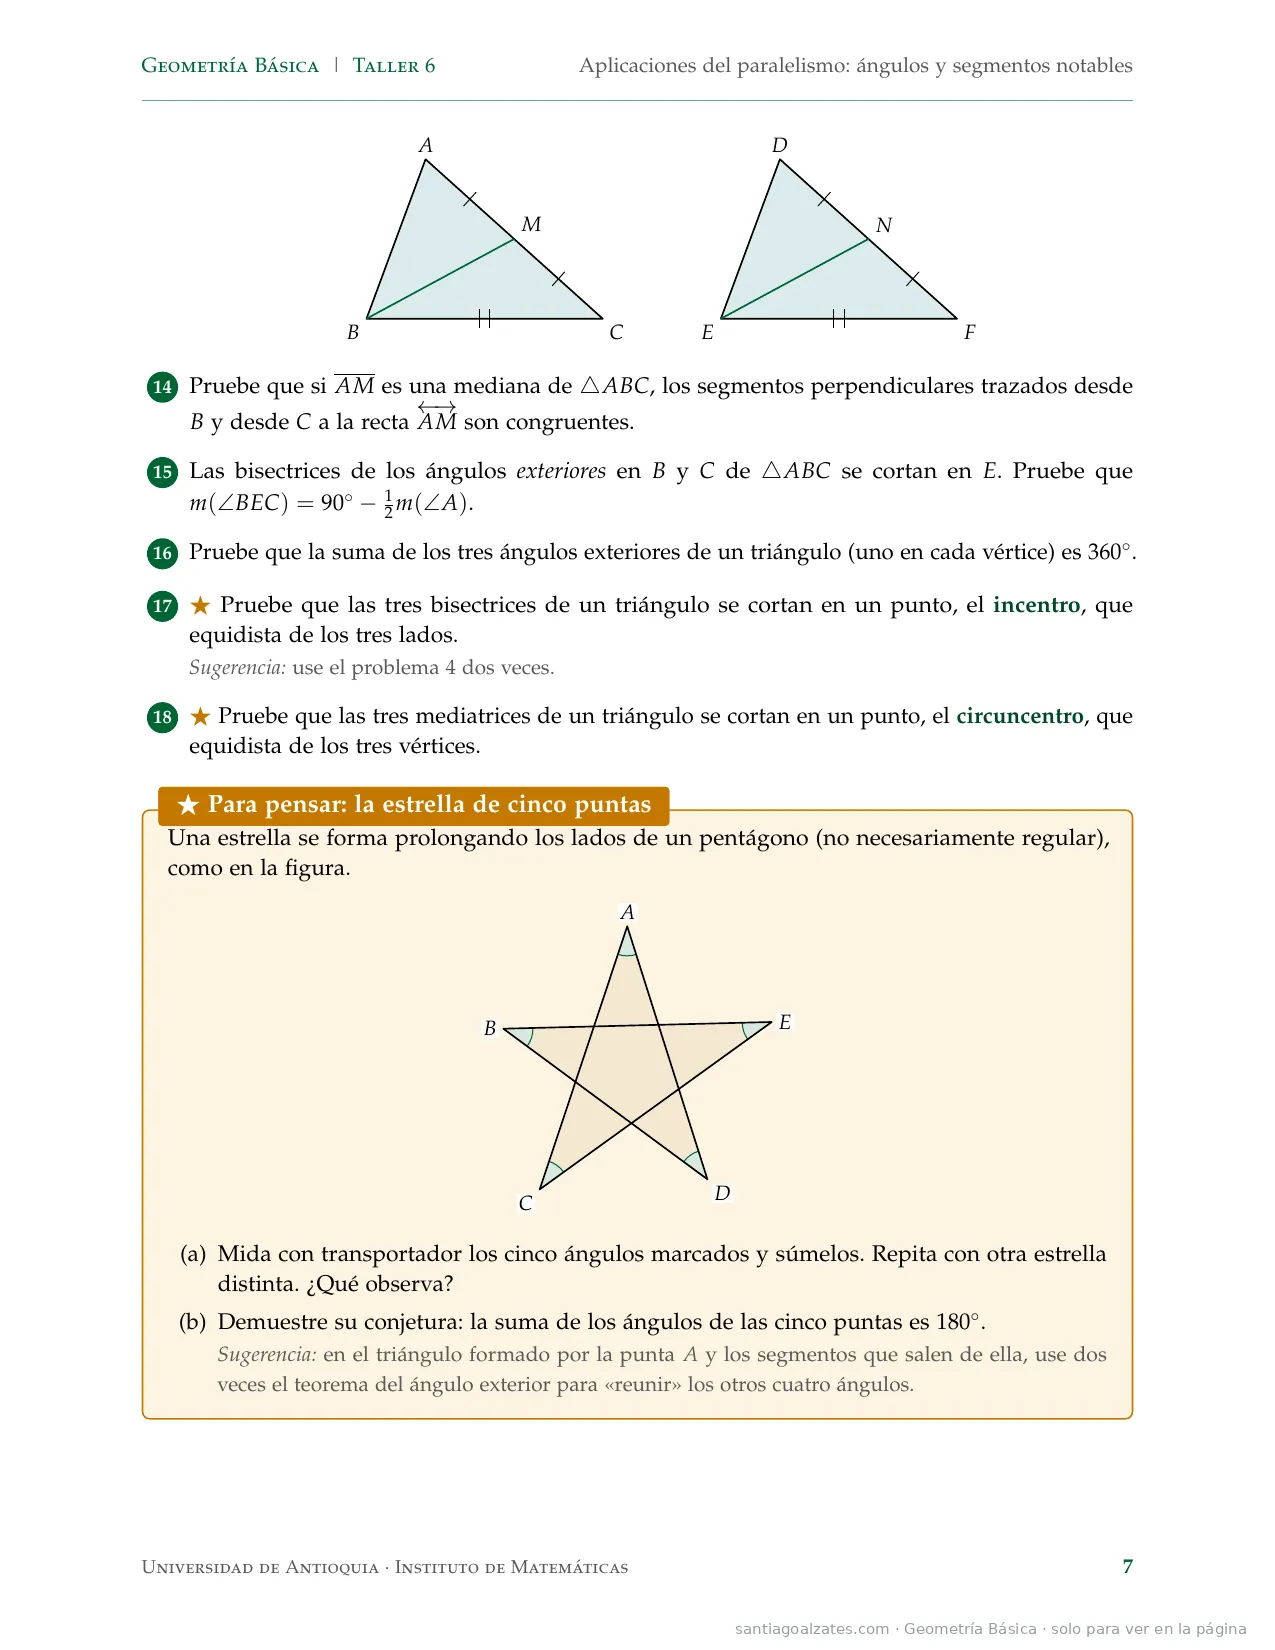 Geometría Básica | Taller 6 Aplicaciones del paralelismo: ángulos y segmentos notables
A D
M N
B C E F
14 Pruebe que si \overline{AM} es una mediana de △ABC, los segmentos perpendiculares trazados desde
B y desde C a la recta \overleftrightarrow{AM} son congruentes.
15 Las bisectrices de los ángulos exteriores en B y C de △ABC se cortan en E. Pruebe que
m(∠BEC) = 90° − \frac{1}{2}m(∠A).
16 Pruebe que la suma de los tres ángulos exteriores de un triángulo (uno en cada vértice) es 360°.
17 ★ Pruebe que las tres bisectrices de un triángulo se cortan en un punto, el incentro, que
equidista de los tres lados.
Sugerencia: use el problema 4 dos veces.
18 ★ Pruebe que las tres mediatrices de un triángulo se cortan en un punto, el circuncentro, que
equidista de los tres vértices.
★ Para pensar: la estrella de cinco puntas
Una estrella se forma prolongando los lados de un pentágono (no necesariamente regular),
como en la figura.
A
B E
C D
(a) Mida con transportador los cinco ángulos marcados y súmelos. Repita con otra estrella
distinta. ¿Qué observa?
(b) Demuestre su conjetura: la suma de los ángulos de las cinco puntas es 180°.
Sugerencia: en el triángulo formado por la punta A y los segmentos que salen de ella, use dos
veces el teorema del ángulo exterior para «reunir» los otros cuatro ángulos.
Universidad de Antioquia · Instituto de Matemáticas 7
santiagoalzates.com · Geometría Básica · solo para ver en la página